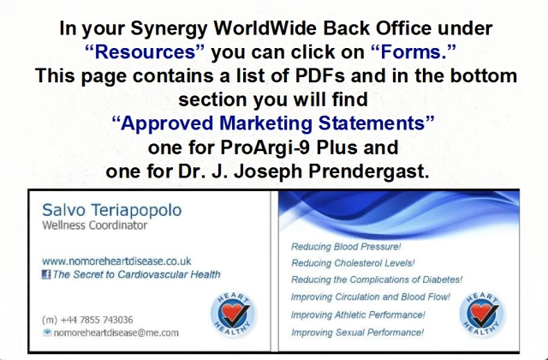 In your Synergy WorldWide Back Office under
“Resources” you can click on “Forms.”
This page contains a list of PDFs and in the bottom
section you will find
“Approved Marketing Statements”
one for ProArgi-9 Plus and
one for Dr. J. Joseph Prendergast.
Salvo Teriapopolo
Wellness Coordinator
www.nomoreheartdisease.co.uk
f The Secret to Cardiovascular Health
(m) +44 7855 743036
nomoreheartdisease@me.com
HEART
HEALTHY
Reducing Blood Pressure!
Reducing Cholesterol Levels!
Reducing the Complications of Diabetes!
Improving Circulation and Blood Flow!
Improving Athletic Performance!
Improving Sexual Performance!
HEART
HEALTHY